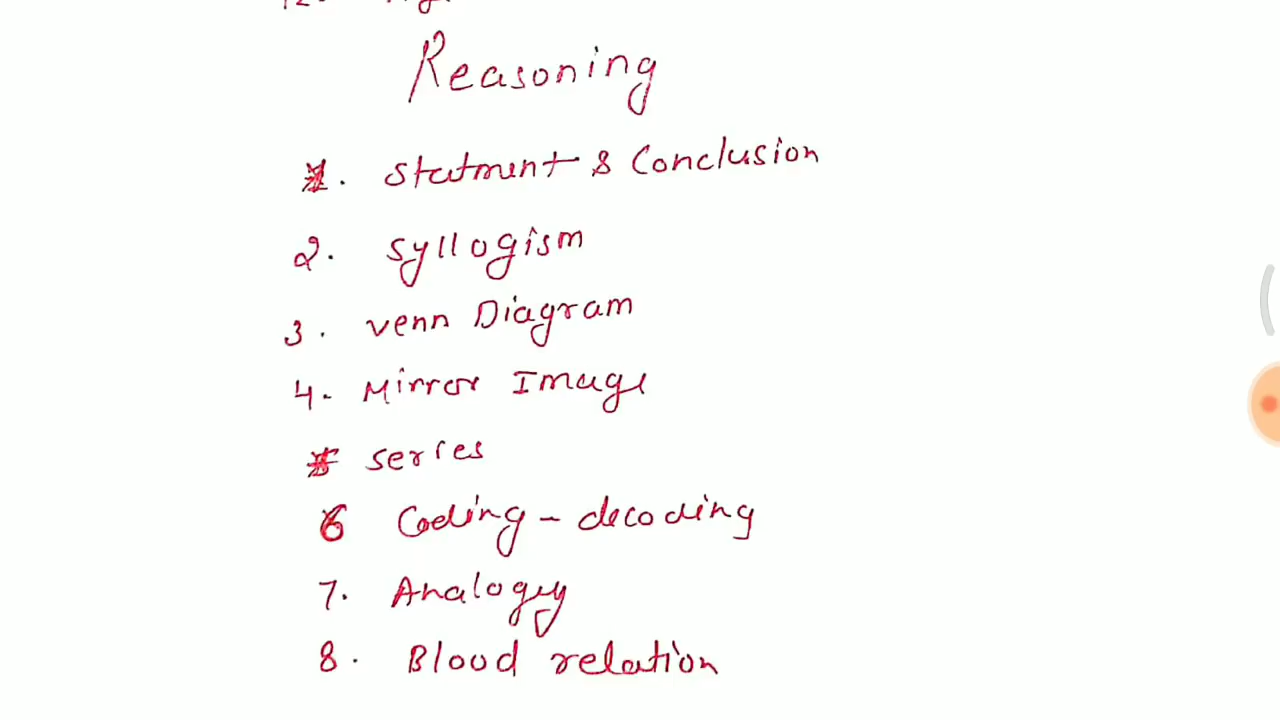 12.
Reasoning
1. Statment & Conclusion
2. Syllogism
3. Venn Diagram
4. Mirror Image
5 Series
6 Coding - decoding
7. Analogy
8. Blood relation